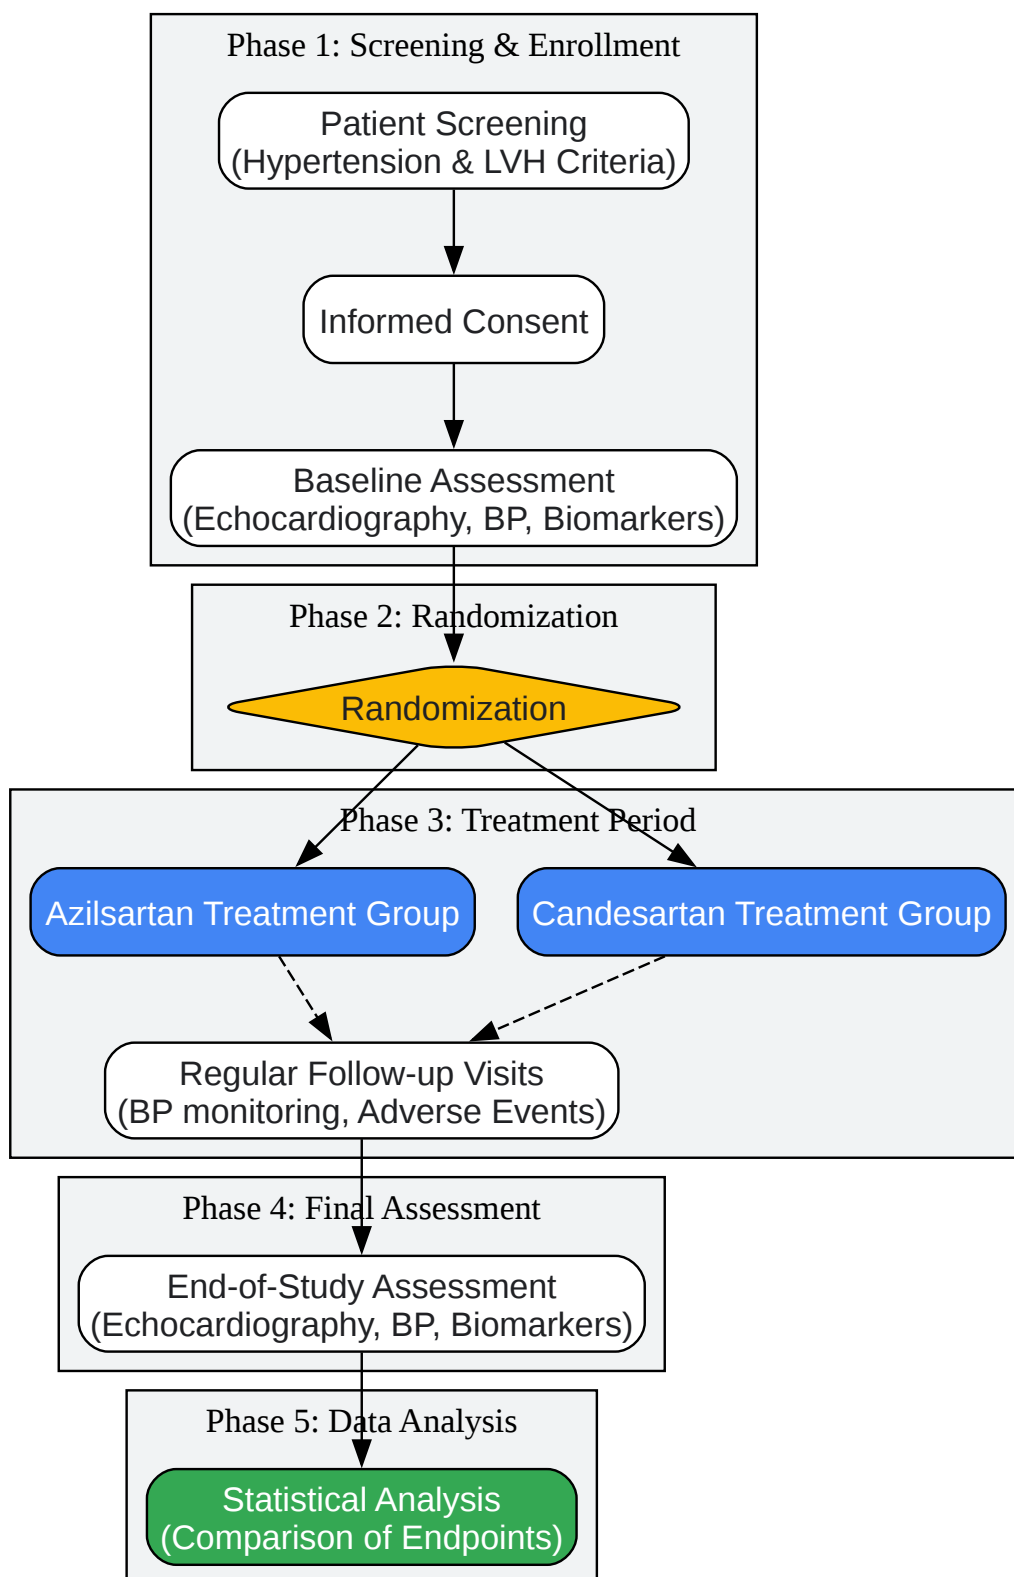 Phase 1: Screening & Enrollment
Patient Screening
(Hypertension & LVH Criteria)
Informed Consent
Baseline Assessment
(Echocardiography, BP, Biomarkers)
Phase 2: Randomization
Randomization
Phase 3: Treatment Period
Azilsartan Treatment Group
Candesartan Treatment Group
Regular Follow-up Visits
(BP monitoring, Adverse Events)
Phase 4: Final Assessment
End-of-Study Assessment
(Echocardiography, BP, Biomarkers)
Phase 5: Data Analysis
Statistical Analysis
(Comparison of Endpoints)